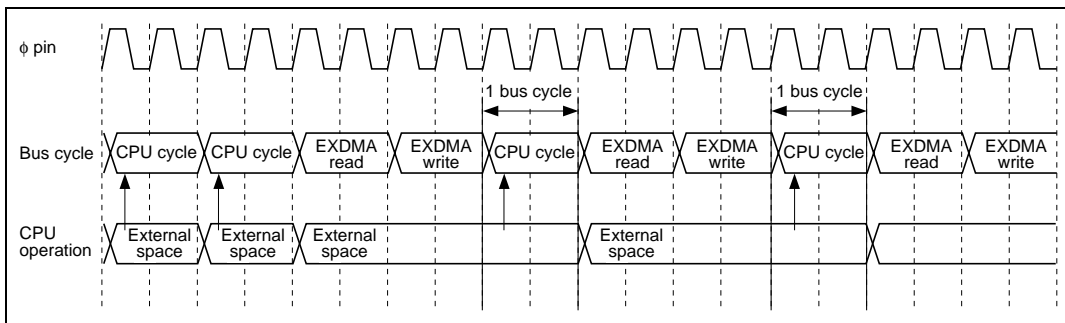 φ pin
1 bus cycle
1 bus cycle
Bus cycle
CPU cycle
CPU cycle
EXDMA
read
EXDMA
write
CPU cycle
EXDMA
read
EXDMA
write
CPU cycle
EXDMA
read
EXDMA
write
CPU
operation
External
space
External
space
External
space
External
space